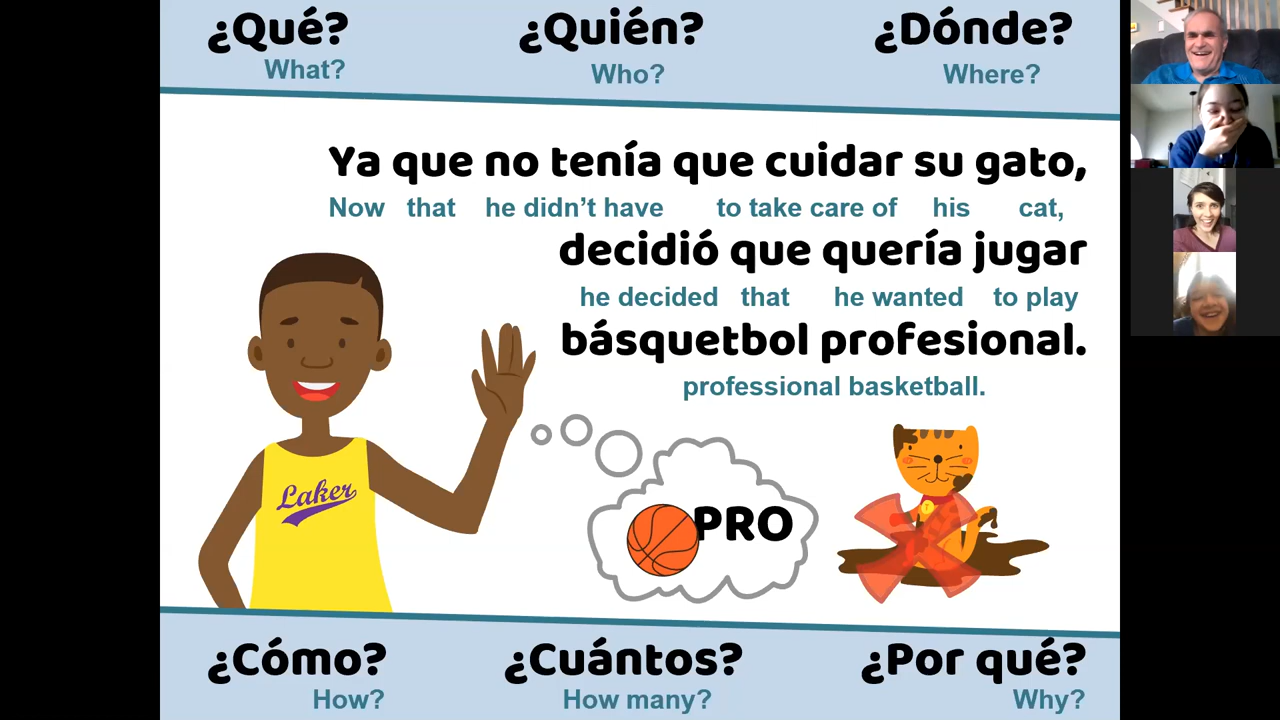 ¿Qué? ¿Quién? ¿Dónde?
What? Who? Where?
Ya que no tenía que cuidar su gato,
Now that he didn't have to take care of his cat,
decidió que quería jugar
he decided that he wanted to play
básquetbol profesional.
professional basketball.
Laker
T
PRO
¿Cómo? ¿Cuántos? ¿Por qué?
How? How many? Why?